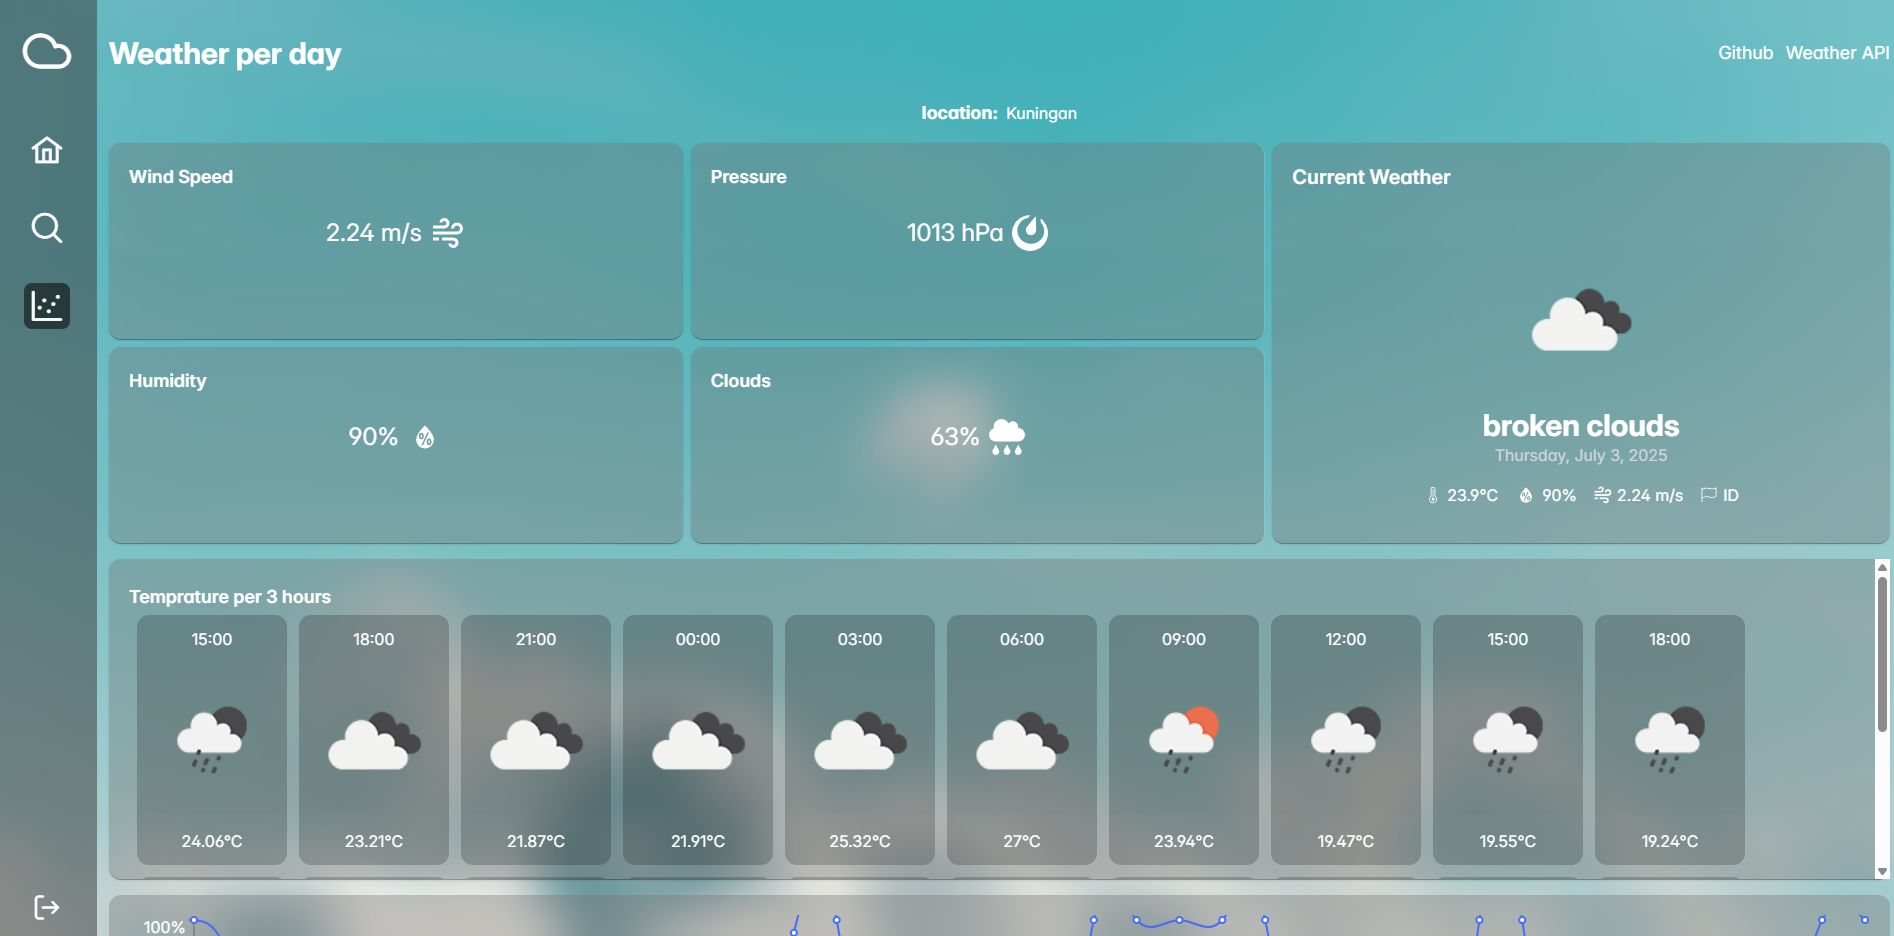 Weather per day
Github Weather API
location: Kuningan
Wind Speed
2.24 m/s
Pressure
1013 hPa
Humidity
90%
Clouds
63%
Current Weather
broken clouds
Thursday, July 3, 2025
23.9°C 90% 2.24 m/s ID
Temprature per 3 hours
15:00 18:00 21:00 00:00 03:00 06:00 09:00 12:00 15:00 18:00
24.06°C 23.21°C 21.87°C 21.91°C 25.32°C 27°C 23.94°C 19.47°C 19.55°C 19.24°C
100%